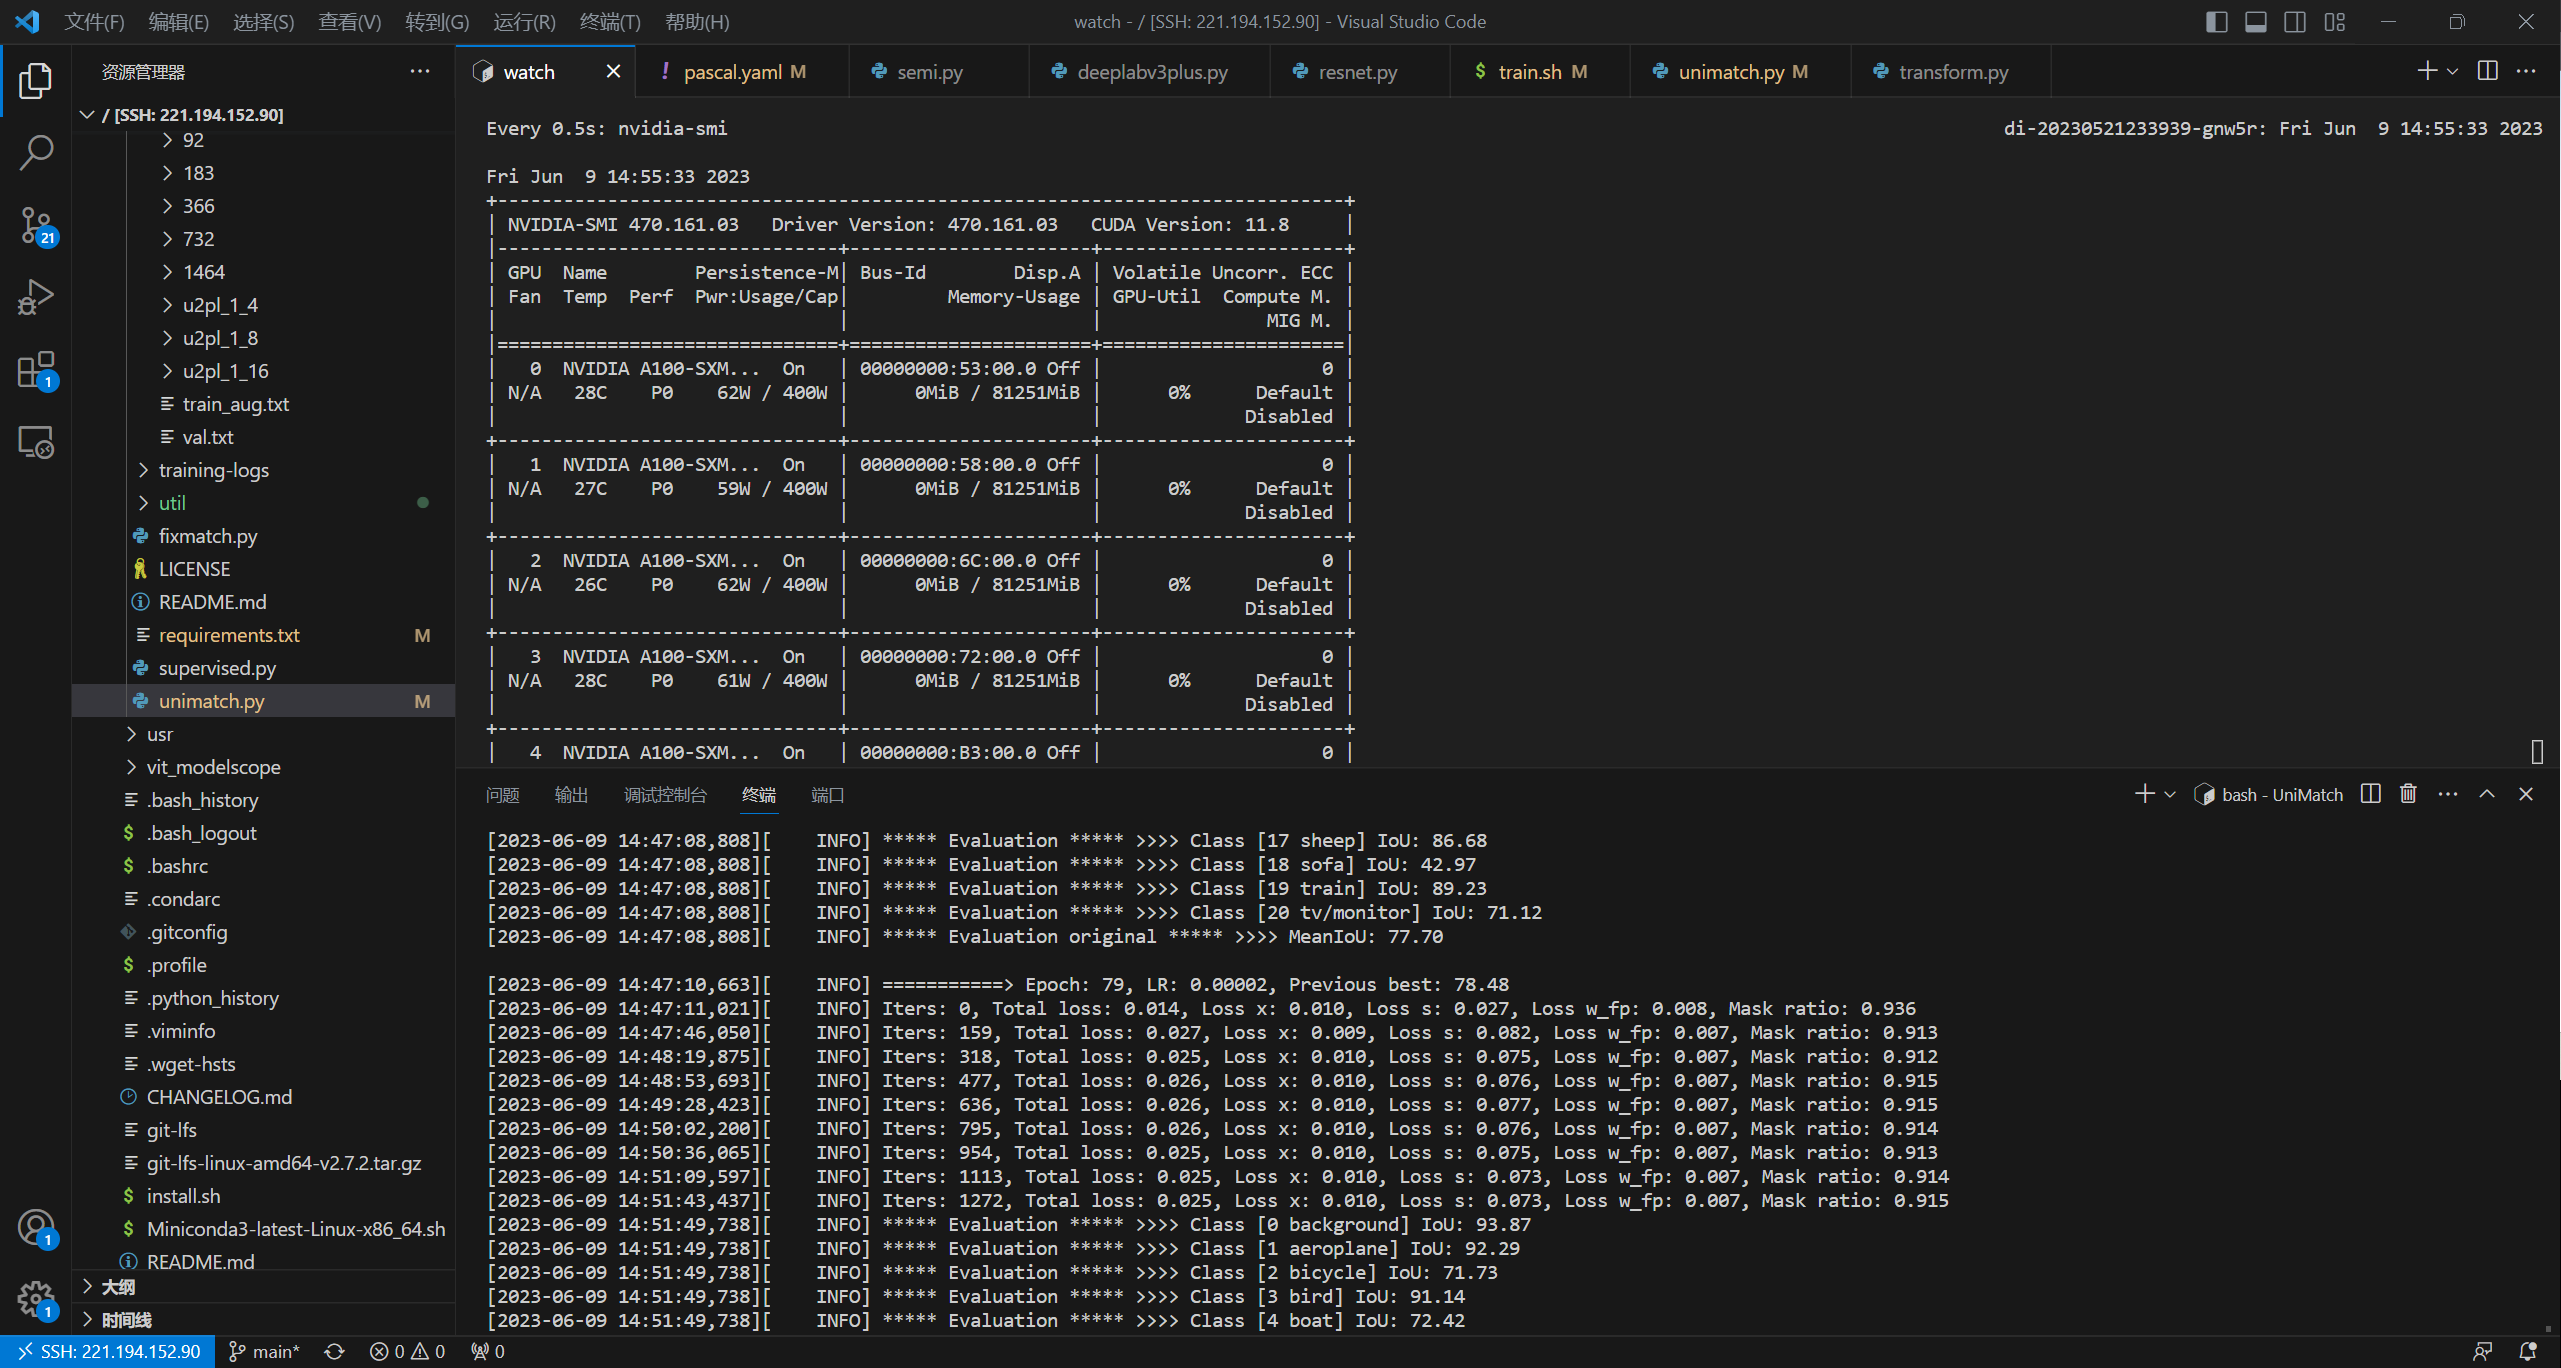 文件(F) 编辑(E) 选择(S) 查看(V) 转到(G) 运行(R) 终端(T) 帮助(H)
watch - / [SSH: 221.194.152.90] - Visual Studio Code
资源管理器
/ [SSH: 221.194.152.90]
92
183
366
732
1464
u2pl_1_4
u2pl_1_8
u2pl_1_16
train_aug.txt
val.txt
training-logs
util
fixmatch.py
LICENSE
README.md
requirements.txt M
supervised.py
unimatch.py M
usr
vit_modelscope
.bash_history
.bash_logout
.bashrc
.condarc
.gitconfig
.profile
.python_history
.viminfo
.wget-hsts
CHANGELOG.md
git-lfs
git-lfs-linux-amd64-v2.7.2.tar.gz
install.sh
Miniconda3-latest-Linux-x86_64.sh
README.md
大纲
时间线
21
1
1
1
watch
pascal.yaml M
semi.py
deeplabv3plus.py
resnet.py
train.sh M
unimatch.py M
transform.py
Every 0.5s: nvidia-smi di-20230521233939-gnw5r: Fri Jun  9 14:55:33 2023
Fri Jun  9 14:55:33 2023
+-----------------------------------------------------------------------------+
| NVIDIA-SMI 470.161.03   Driver Version: 470.161.03   CUDA Version: 11.8     |
|-------------------------------+----------------------+----------------------+
| GPU  Name        Persistence-M| Bus-Id        Disp.A | Volatile Uncorr. ECC |
| Fan  Temp  Perf  Pwr:Usage/Cap|         Memory-Usage | GPU-Util  Compute M. |
|                               |                      |               MIG M. |
|===============================+======================+======================|
|   0  NVIDIA A100-SXM...  On   | 00000000:53:00.0 Off |                    0 |
| N/A   28C    P0    62W / 400W |      0MiB / 81251MiB |      0%      Default |
|                               |                      |             Disabled |
+-------------------------------+----------------------+----------------------+
|   1  NVIDIA A100-SXM...  On   | 00000000:58:00.0 Off |                    0 |
| N/A   27C    P0    59W / 400W |      0MiB / 81251MiB |      0%      Default |
|                               |                      |             Disabled |
+-------------------------------+----------------------+----------------------+
|   2  NVIDIA A100-SXM...  On   | 00000000:6C:00.0 Off |                    0 |
| N/A   26C    P0    62W / 400W |      0MiB / 81251MiB |      0%      Default |
|                               |                      |             Disabled |
+-------------------------------+----------------------+----------------------+
|   3  NVIDIA A100-SXM...  On   | 00000000:72:00.0 Off |                    0 |
| N/A   28C    P0    61W / 400W |      0MiB / 81251MiB |      0%      Default |
|                               |                      |             Disabled |
+-------------------------------+----------------------+----------------------+
|   4  NVIDIA A100-SXM...  On   | 00000000:B3:00.0 Off |                    0 |
问题 输出 调试控制台 终端 端口
bash - UniMatch
[2023-06-09 14:47:08,808][    INFO] ***** Evaluation ***** >>>> Class [17 sheep] IoU: 86.68
[2023-06-09 14:47:08,808][    INFO] ***** Evaluation ***** >>>> Class [18 sofa] IoU: 42.97
[2023-06-09 14:47:08,808][    INFO] ***** Evaluation ***** >>>> Class [19 train] IoU: 89.23
[2023-06-09 14:47:08,808][    INFO] ***** Evaluation ***** >>>> Class [20 tv/monitor] IoU: 71.12
[2023-06-09 14:47:08,808][    INFO] ***** Evaluation original ***** >>>> MeanIoU: 77.70
[2023-06-09 14:47:10,663][    INFO] ===========> Epoch: 79, LR: 0.00002, Previous best: 78.48
[2023-06-09 14:47:11,021][    INFO] Iters: 0, Total loss: 0.014, Loss x: 0.010, Loss s: 0.027, Loss w_fp: 0.008, Mask ratio: 0.936
[2023-06-09 14:47:46,050][    INFO] Iters: 159, Total loss: 0.027, Loss x: 0.009, Loss s: 0.082, Loss w_fp: 0.007, Mask ratio: 0.913
[2023-06-09 14:48:19,875][    INFO] Iters: 318, Total loss: 0.025, Loss x: 0.010, Loss s: 0.075, Loss w_fp: 0.007, Mask ratio: 0.912
[2023-06-09 14:48:53,693][    INFO] Iters: 477, Total loss: 0.026, Loss x: 0.010, Loss s: 0.076, Loss w_fp: 0.007, Mask ratio: 0.915
[2023-06-09 14:49:28,423][    INFO] Iters: 636, Total loss: 0.026, Loss x: 0.010, Loss s: 0.077, Loss w_fp: 0.007, Mask ratio: 0.915
[2023-06-09 14:50:02,200][    INFO] Iters: 795, Total loss: 0.026, Loss x: 0.010, Loss s: 0.076, Loss w_fp: 0.007, Mask ratio: 0.914
[2023-06-09 14:50:36,065][    INFO] Iters: 954, Total loss: 0.025, Loss x: 0.010, Loss s: 0.075, Loss w_fp: 0.007, Mask ratio: 0.913
[2023-06-09 14:51:09,597][    INFO] Iters: 1113, Total loss: 0.025, Loss x: 0.010, Loss s: 0.073, Loss w_fp: 0.007, Mask ratio: 0.914
[2023-06-09 14:51:43,437][    INFO] Iters: 1272, Total loss: 0.025, Loss x: 0.010, Loss s: 0.073, Loss w_fp: 0.007, Mask ratio: 0.915
[2023-06-09 14:51:49,738][    INFO] ***** Evaluation ***** >>>> Class [0 background] IoU: 93.87
[2023-06-09 14:51:49,738][    INFO] ***** Evaluation ***** >>>> Class [1 aeroplane] IoU: 92.29
[2023-06-09 14:51:49,738][    INFO] ***** Evaluation ***** >>>> Class [2 bicycle] IoU: 71.73
[2023-06-09 14:51:49,738][    INFO] ***** Evaluation ***** >>>> Class [3 bird] IoU: 91.14
[2023-06-09 14:51:49,738][    INFO] ***** Evaluation ***** >>>> Class [4 boat] IoU: 72.42
SSH: 221.194.152.90 main* 0 0 0